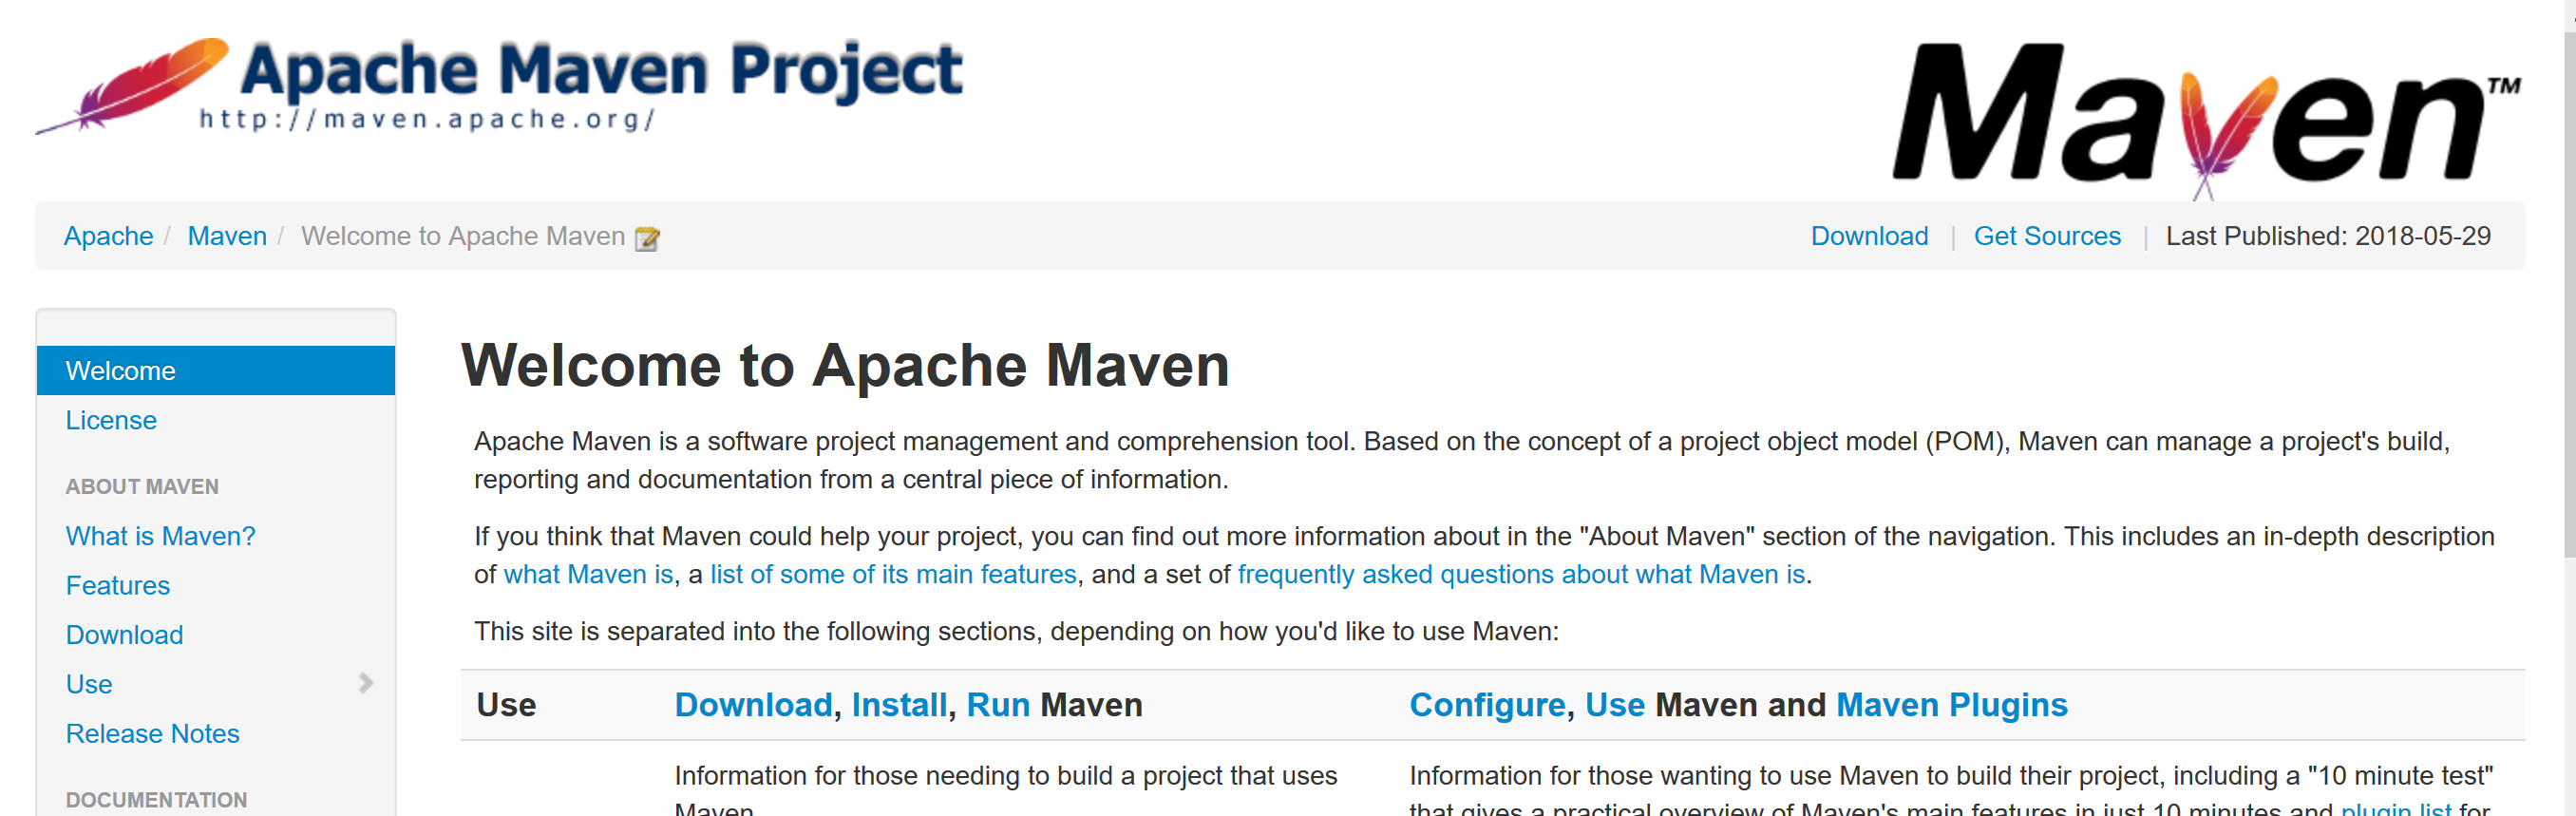 Apache Maven Project
http://maven.apache.org/
Maven™
Apache / Maven / Welcome to Apache Maven
Download | Get Sources | Last Published: 2018-05-29
Welcome
License
ABOUT MAVEN
What is Maven?
Features
Download
Use
Release Notes
DOCUMENTATION
Welcome to Apache Maven
Apache Maven is a software project management and comprehension tool. Based on the concept of a project object model (POM), Maven can manage a project's build,
reporting and documentation from a central piece of information.
If you think that Maven could help your project, you can find out more information about in the "About Maven" section of the navigation. This includes an in-depth description
of what Maven is, a list of some of its main features, and a set of frequently asked questions about what Maven is.
This site is separated into the following sections, depending on how you'd like to use Maven:
Use
Download, Install, Run Maven
Configure, Use Maven and Maven Plugins
Information for those needing to build a project that uses
Maven
Information for those wanting to use Maven to build their project, including a "10 minute test"
that gives a practical overview of Maven's main features in just 10 minutes and plugin list for